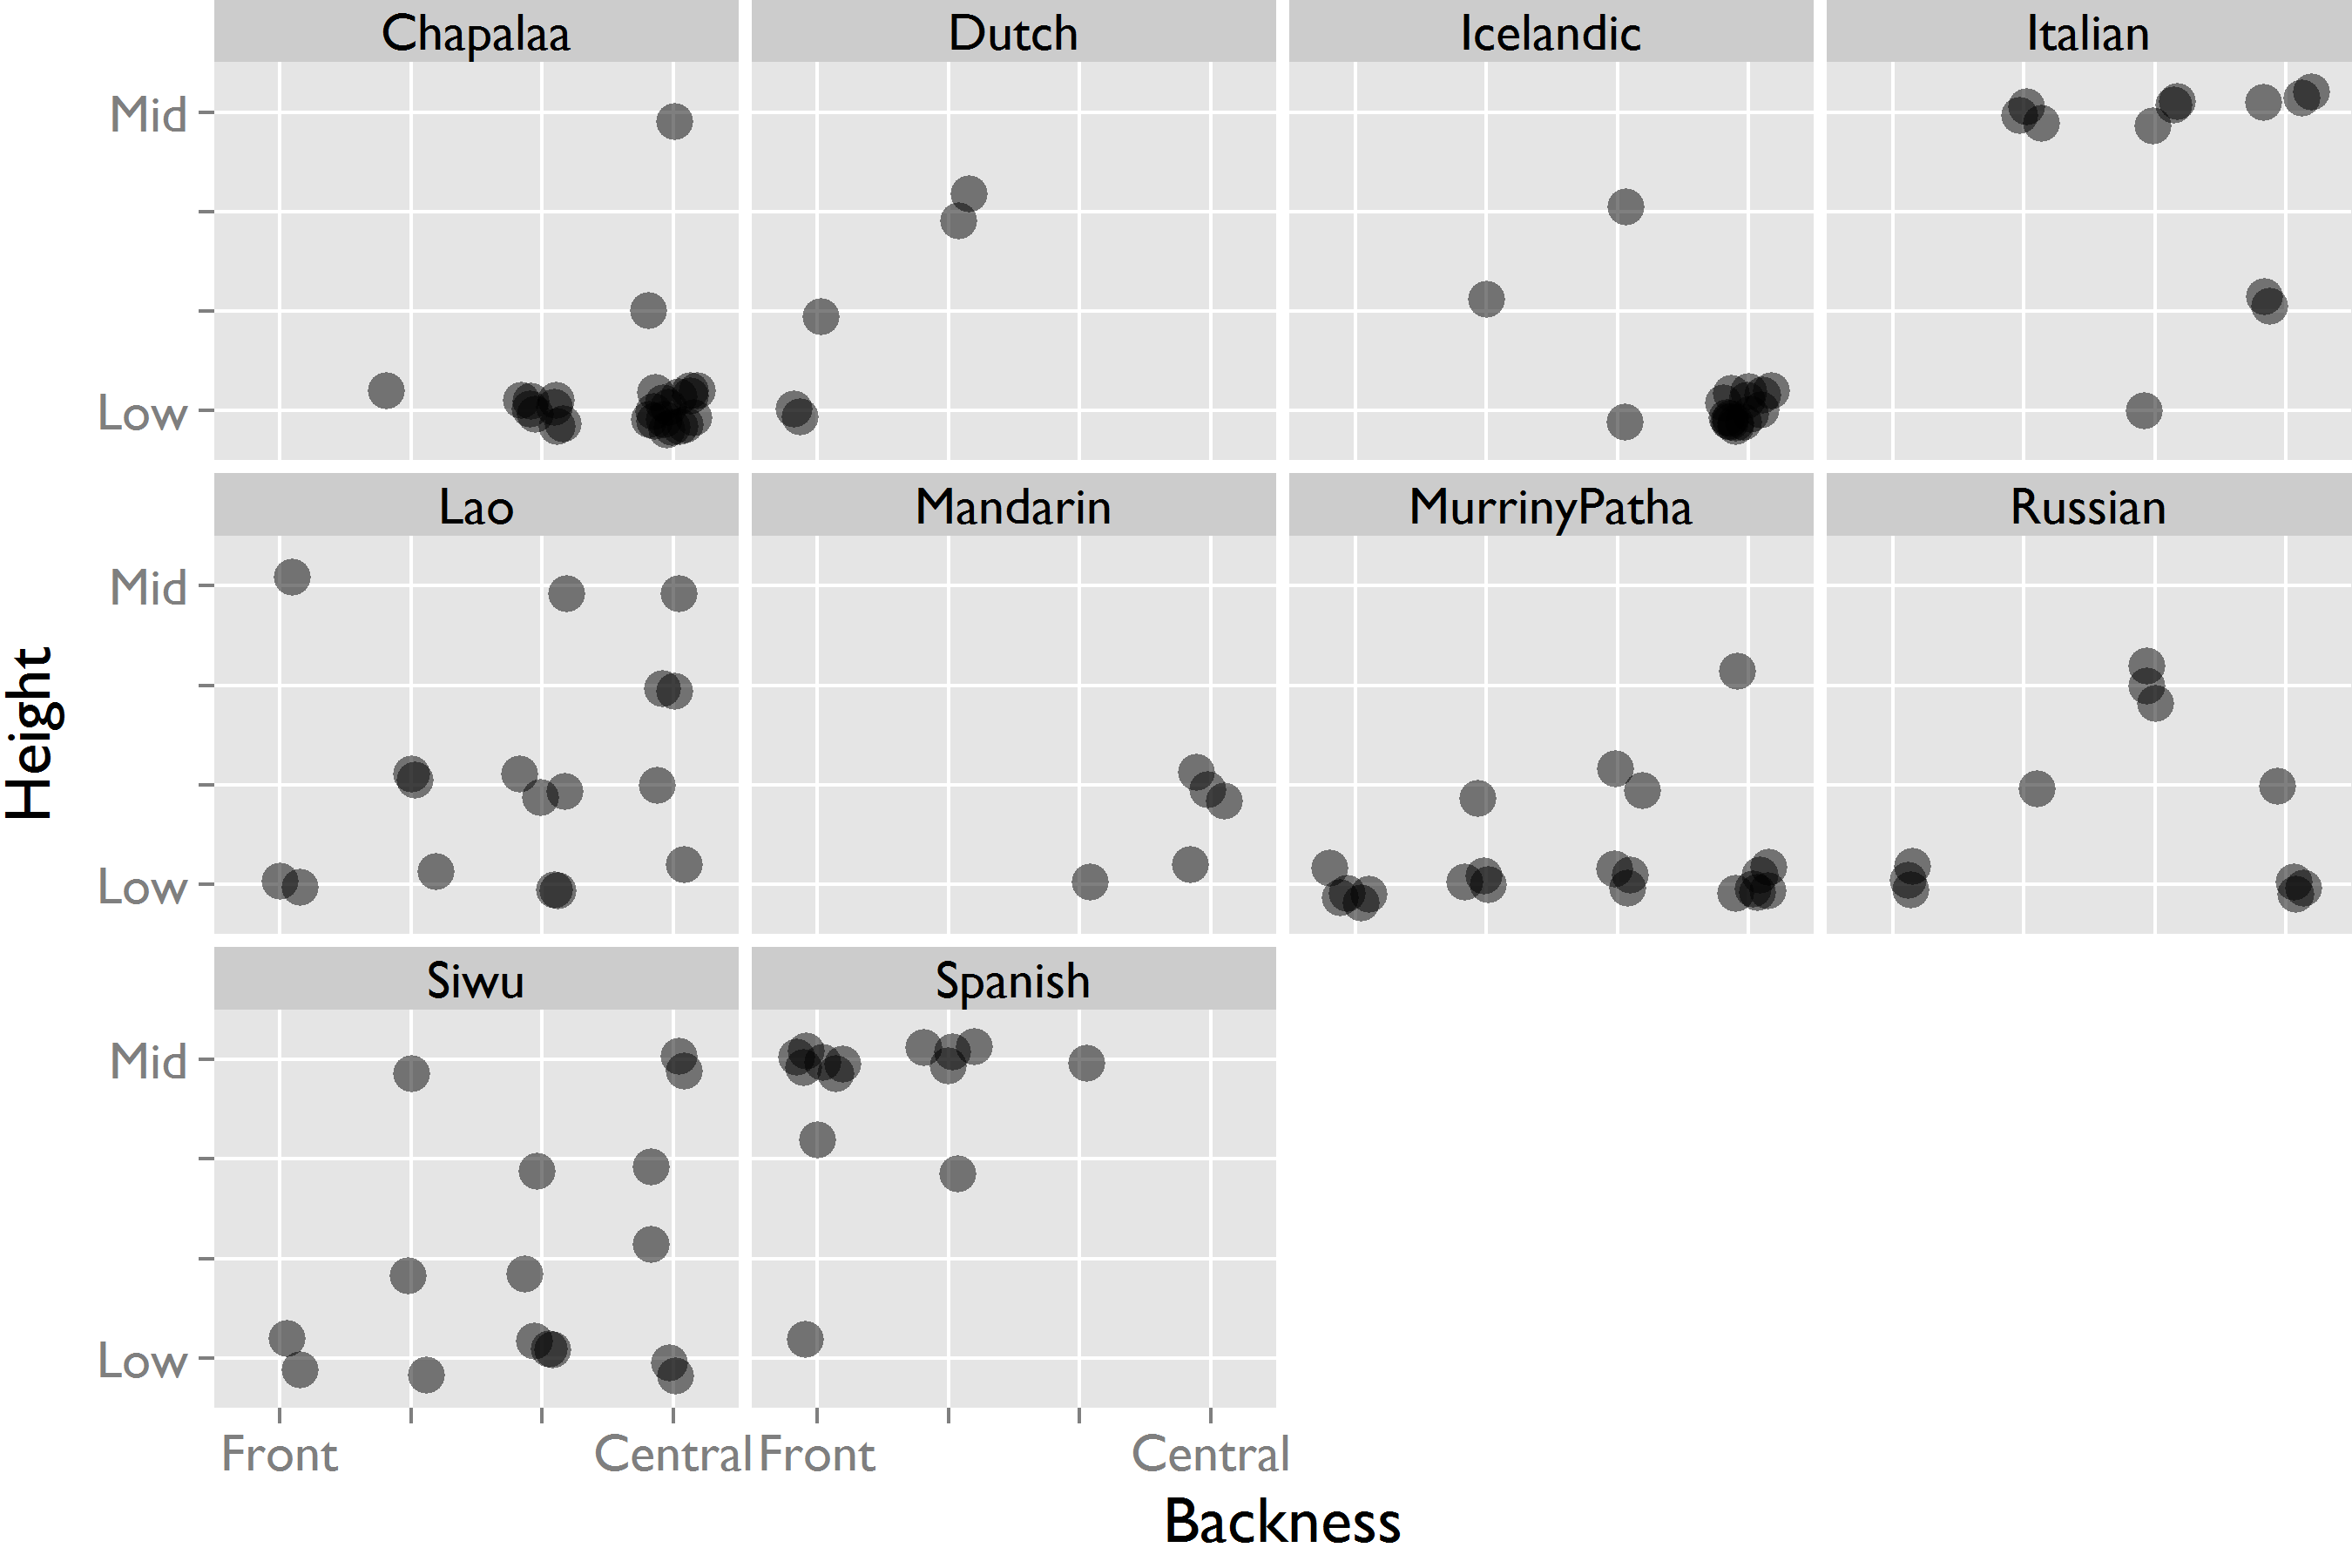 Chapalaa Dutch Icelandic Italian
Mid
Low
Lao Mandarin MurrinyPatha Russian
Mid
Low
Height
Siwu Spanish
Mid
Low
Front Central Front Central
Backness